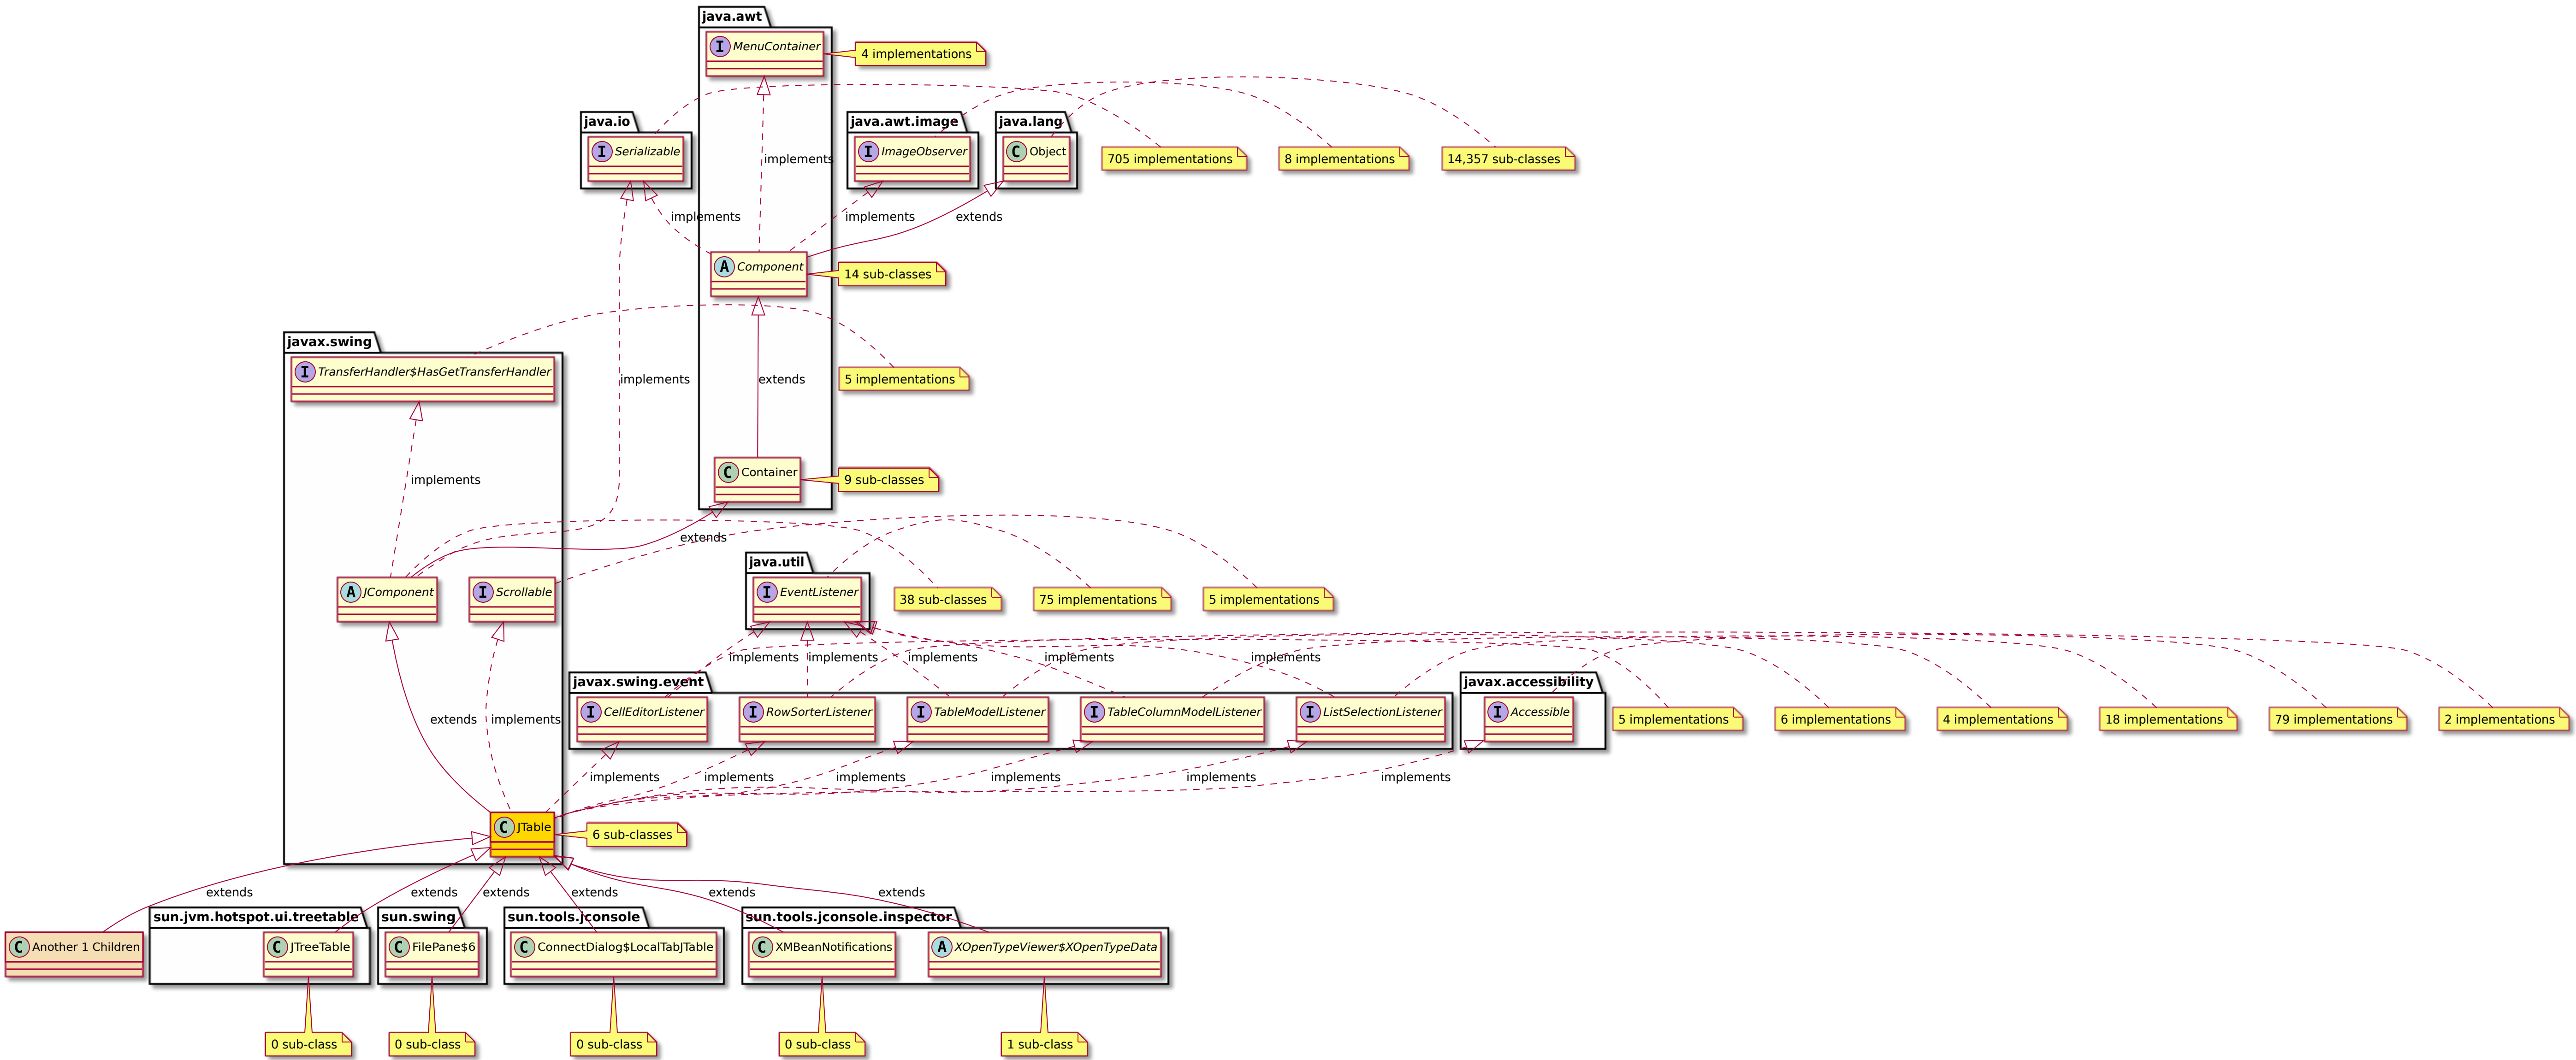 java.awt
I MenuContainer
4 implementations
java.io
java.awt.image
java.lang
I Serializable
implements
I ImageObserver
C Object
705 implementations
8 implementations
14,357 sub-classes
implements
implements
extends
A Component
14 sub-classes
javax.swing
I TransferHandler$HasGetTransferHandler
implements
extends
5 implementations
implements
C Container
9 sub-classes
extends
java.util
A JComponent
I Scrollable
I EventListener
38 sub-classes
75 implementations
5 implementations
implements
implements
implements
implements
implements
javax.swing.event
javax.accessibility
I CellEditorListener
I RowSorterListener
I TableModelListener
I TableColumnModelListener
I ListSelectionListener
I Accessible
5 implementations
6 implementations
4 implementations
18 implementations
79 implementations
2 implementations
extends
implements
implements
implements
implements
implements
implements
implements
C JTable
6 sub-classes
extends
extends
extends
extends
extends
extends
sun.jvm.hotspot.ui.treetable
sun.swing
sun.tools.jconsole
sun.tools.jconsole.inspector
C Another 1 Children
C JTreeTable
C FilePane$6
C ConnectDialog$LocalTabJTable
C XMBeanNotifications
A XOpenTypeViewer$XOpenTypeData
0 sub-class
0 sub-class
0 sub-class
0 sub-class
1 sub-class